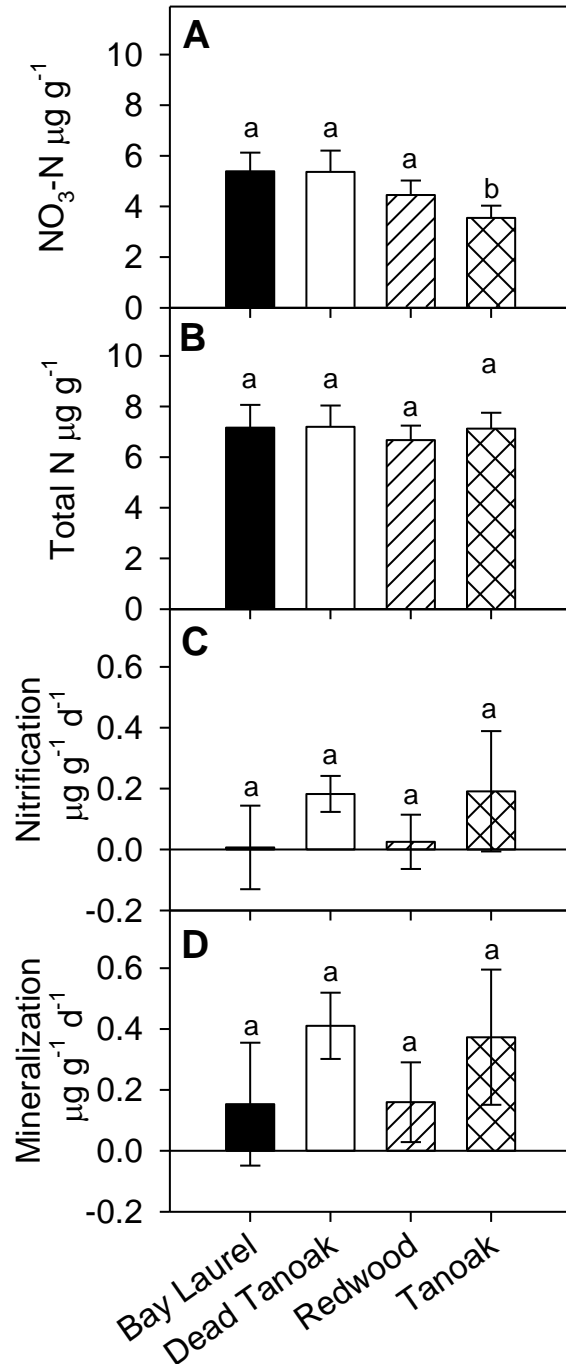 A
NO3-N µg g-1
10
8
6
4
2
0
a
a
a
b
B
Total N µg g-1
10
8
6
4
2
0
a
a
a
a
C
Nitrification
µg g-1 d-1
0.6
0.4
0.2
0.0
-0.2
a
a
a
a
D
Mineralization
µg g-1 d-1
0.6
0.4
0.2
0.0
-0.2
a
a
a
a
Bay Laurel
Dead Tanoak
Redwood
Tanoak